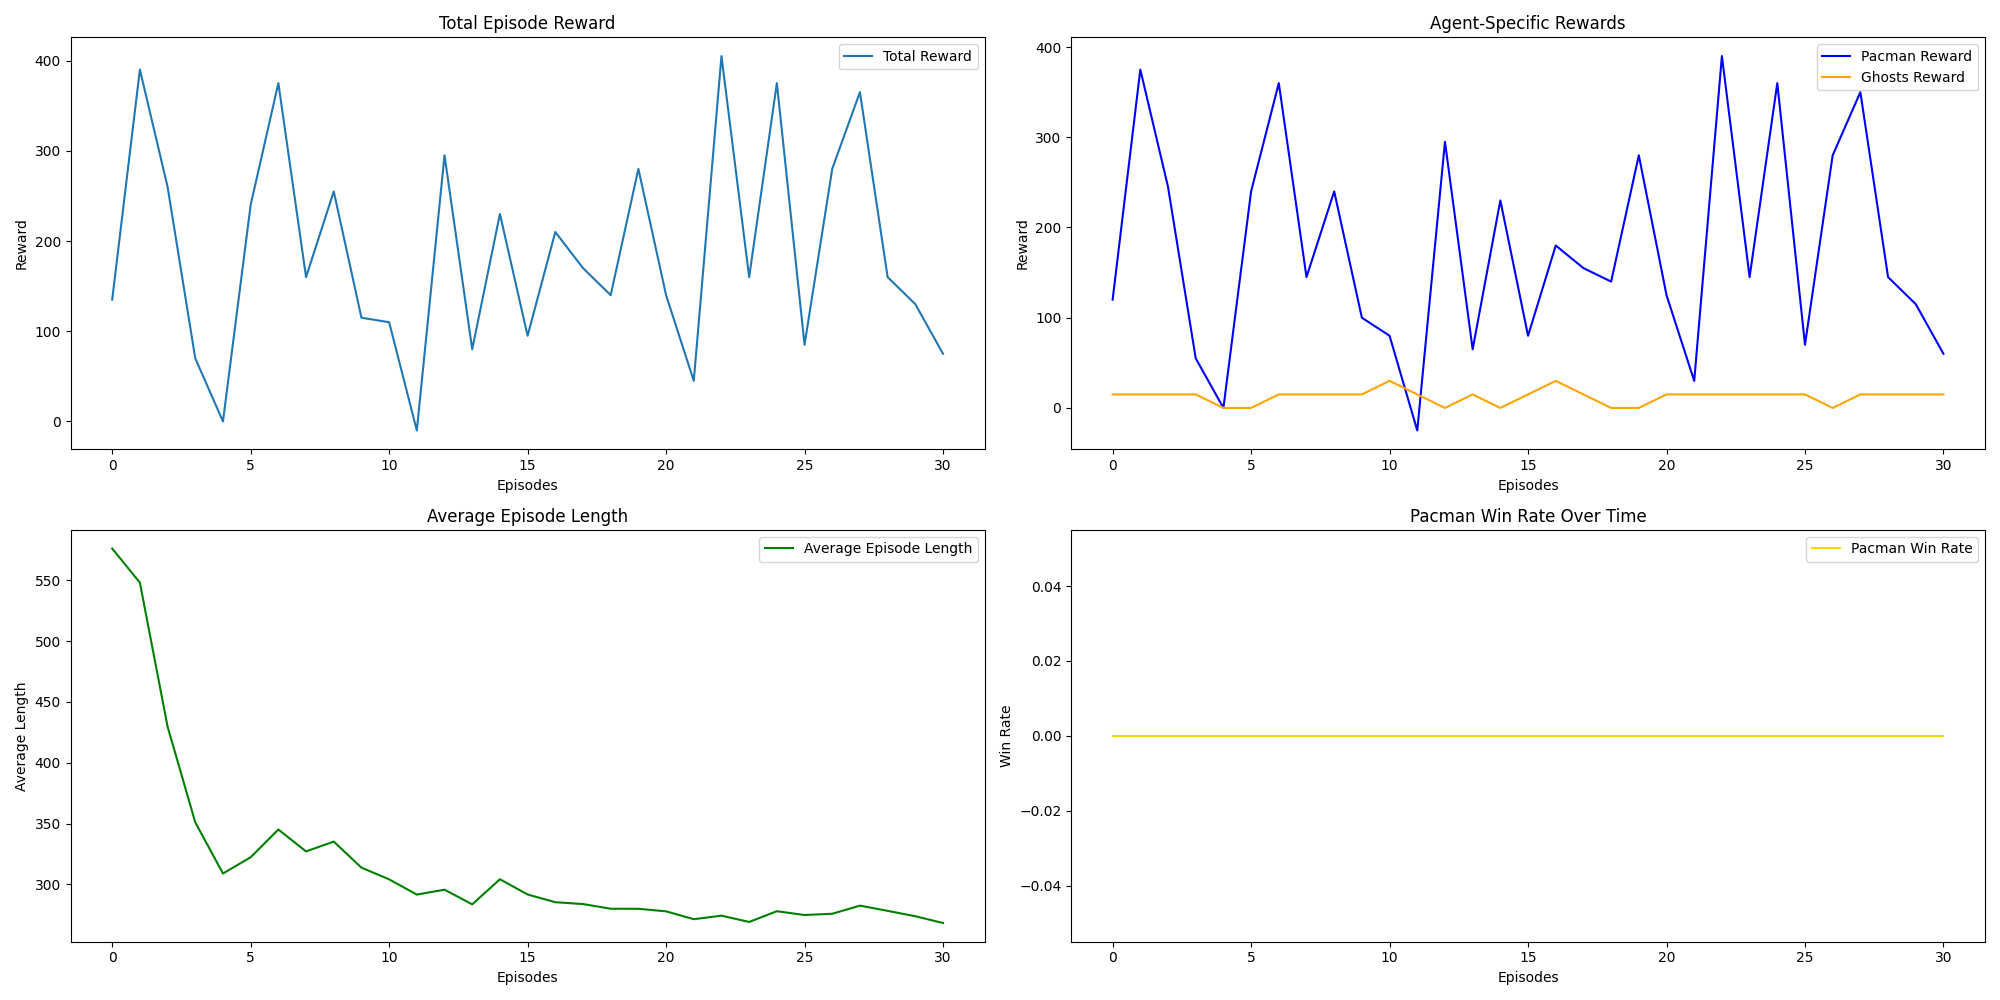 Total Episode Reward
Total Reward
400
300
200
100
0
Reward
0 5 10 15 20 25 30
Episodes
Agent-Specific Rewards
Pacman Reward
Ghosts Reward
400
300
200
100
0
Reward
0 5 10 15 20 25 30
Episodes
Average Episode Length
Average Episode Length
550
500
450
400
350
300
Average Length
0 5 10 15 20 25 30
Episodes
Pacman Win Rate Over Time
Pacman Win Rate
0.04
0.02
0.00
−0.02
−0.04
Win Rate
0 5 10 15 20 25 30
Episodes